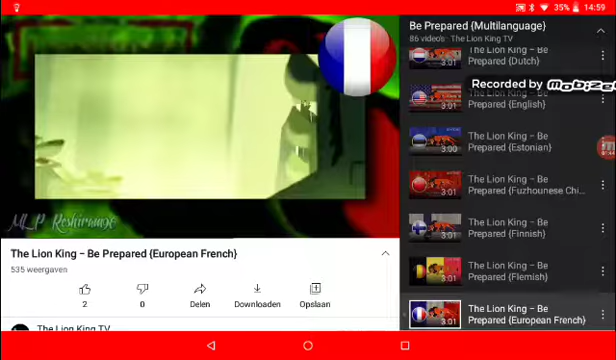 35% 14:59
Be Prepared {Multilanguage}
86 video's · The Lion King TV
The Lion King – Be
Prepared {Dutch}
Recorded by
Mobizen
3:01
The Lion King – Be
Prepared {English}
3:00
The Lion King – Be
Prepared {Estonian}
3:01
The Lion King – Be
Prepared {Fuzhounese Chi...
3:01
The Lion King – Be
Prepared {Finnish}
3:01
The Lion King – Be
Prepared {Flemish}
3:01
The Lion King – Be
Prepared {European French}
The Lion King – Be Prepared {European French}
535 weergaven
2
0
Delen
Downloaden
Opslaan
The Lion King TV